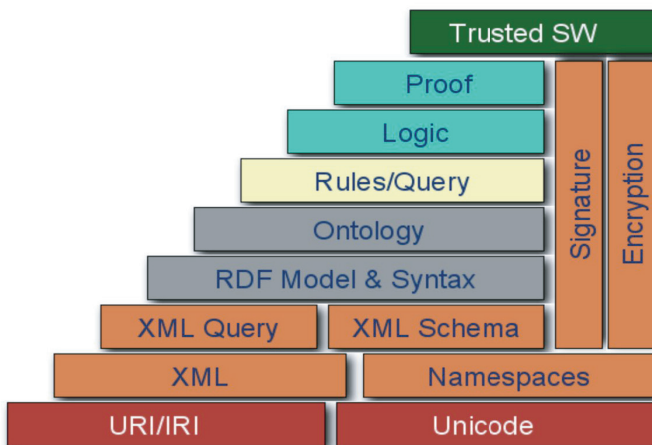 Trusted SW
Proof
Logic
Rules/Query
Ontology
RDF Model & Syntax
XML Query
XML Schema
Signature
Encryption
XML
Namespaces
URI/IRI
Unicode